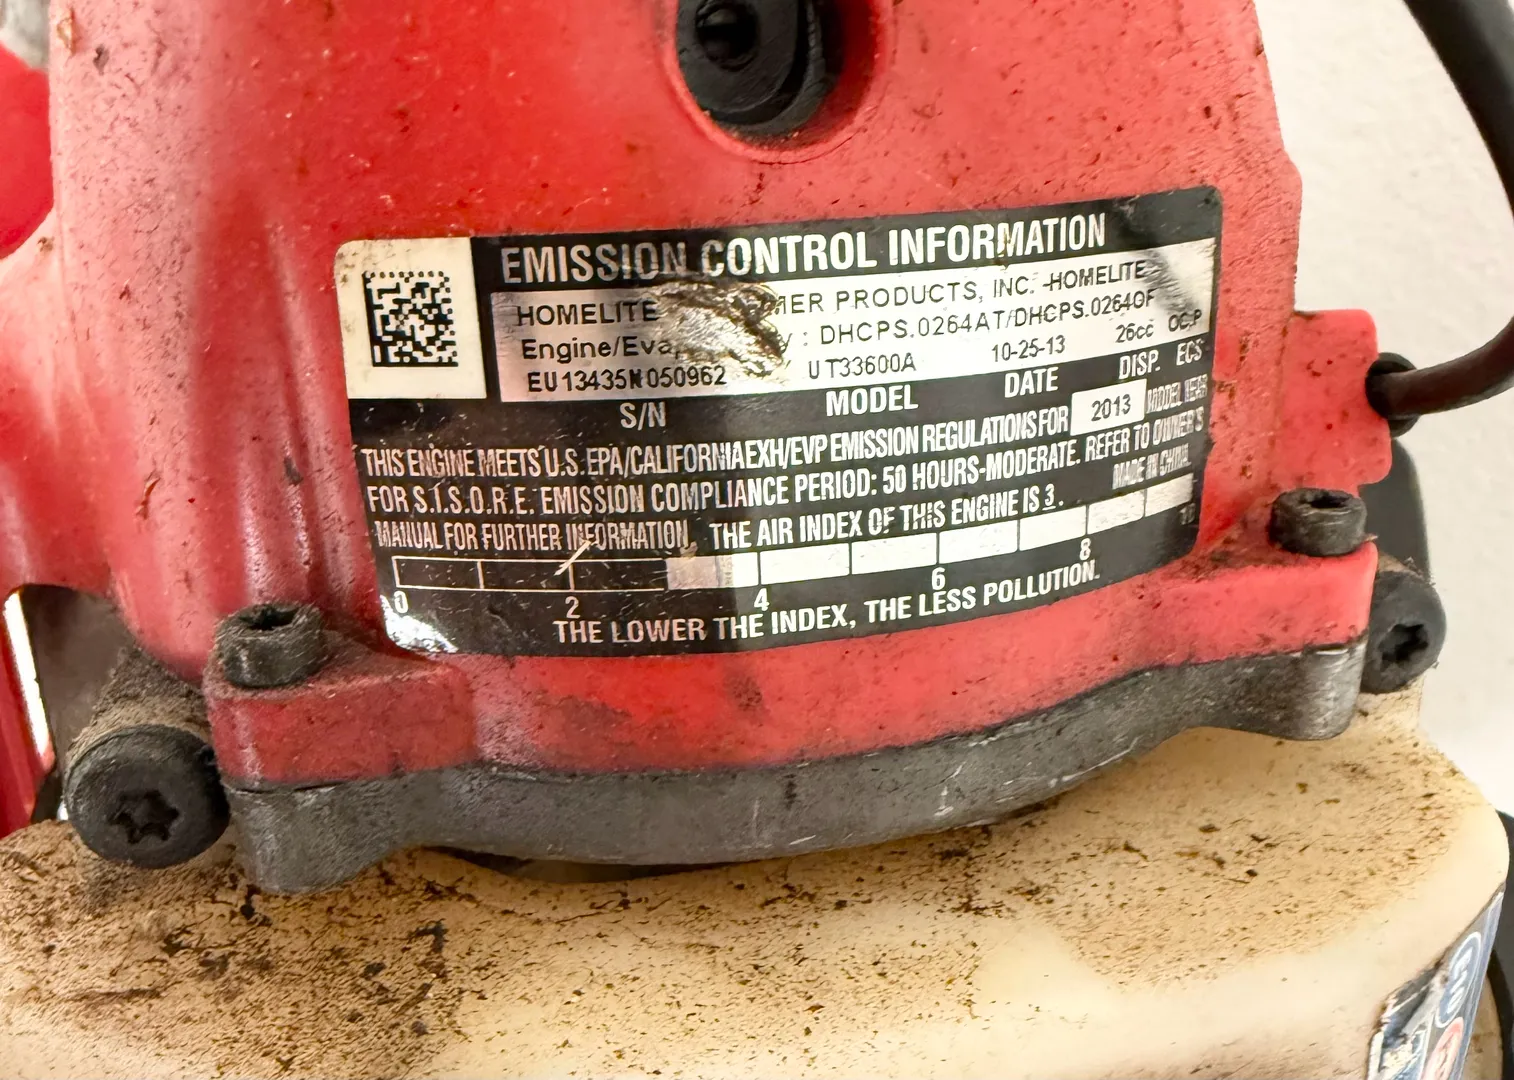 EMISSION CONTROL INFORMATION
HOMELITE MER PRODUCTS, INC. -HOMELITE
Engine/Eva y : DHCPS.0264AT/DHCPS.0264OF
EU13435N050962 UT33600A 10-25-13 26cc OC.P
S/N MODEL DATE DISP. ECS
THIS ENGINE MEETS U.S. EPA/CALIFORNIA EXH/EVP EMISSION REGULATIONS FOR 2013 MODEL YEAR
FOR S.I.S.O.R.E. EMISSION COMPLIANCE PERIOD: 50 HOURS-MODERATE. REFER TO OWNER'S
MANUAL FOR FURTHER INFORMATION. THE AIR INDEX OF THIS ENGINE IS 3. MADE IN CHINA.
0 2 4 6 8 10
THE LOWER THE INDEX, THE LESS POLLUTION.